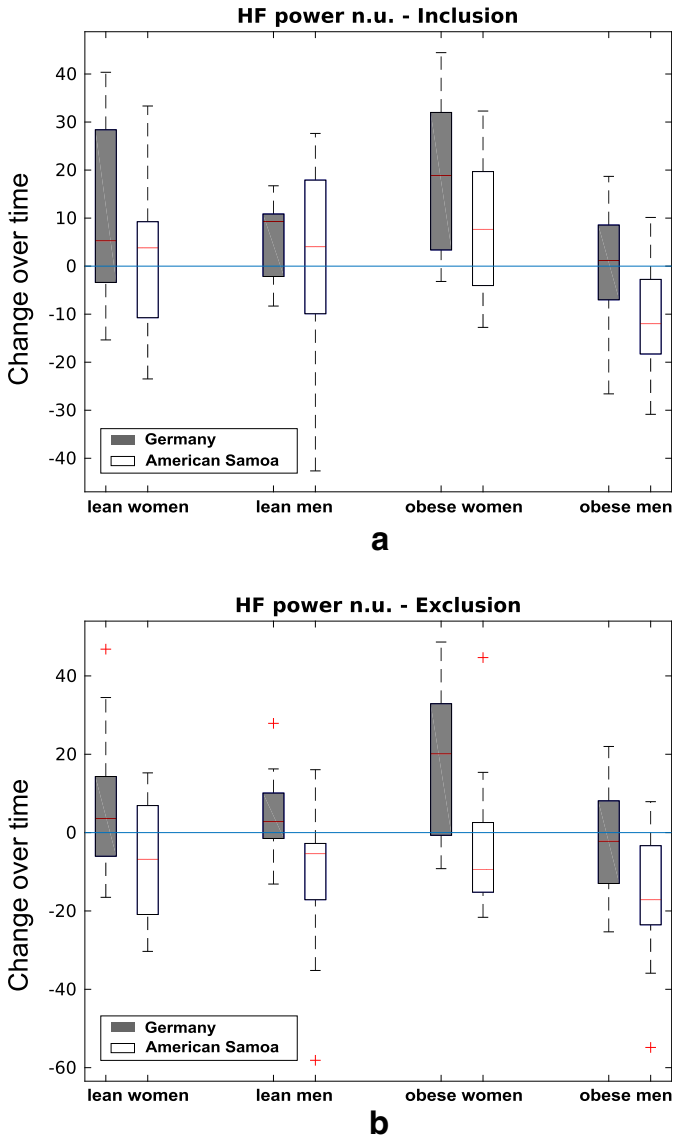 HF power n.u. - Inclusion
Change over time
40
30
20
10
0
-10
-20
-30
-40
Germany
American Samoa
lean women lean men obese women obese men
a
HF power n.u. - Exclusion
Change over time
40
20
0
-20
-40
-60
Germany
American Samoa
lean women lean men obese women obese men
b